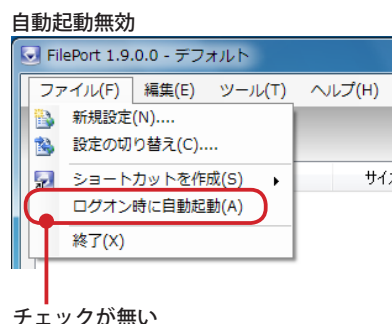 自動起動無効
FilePort 1.9.0.0 - デフォルト
ファイル(F) 編集(E) ツール(T) ヘルプ(H)
新規設定(N)....
設定の切り替え(C)....
ショートカットを作成(S)
サイ
ログオン時に自動起動(A)
終了(X)
チェックが無い